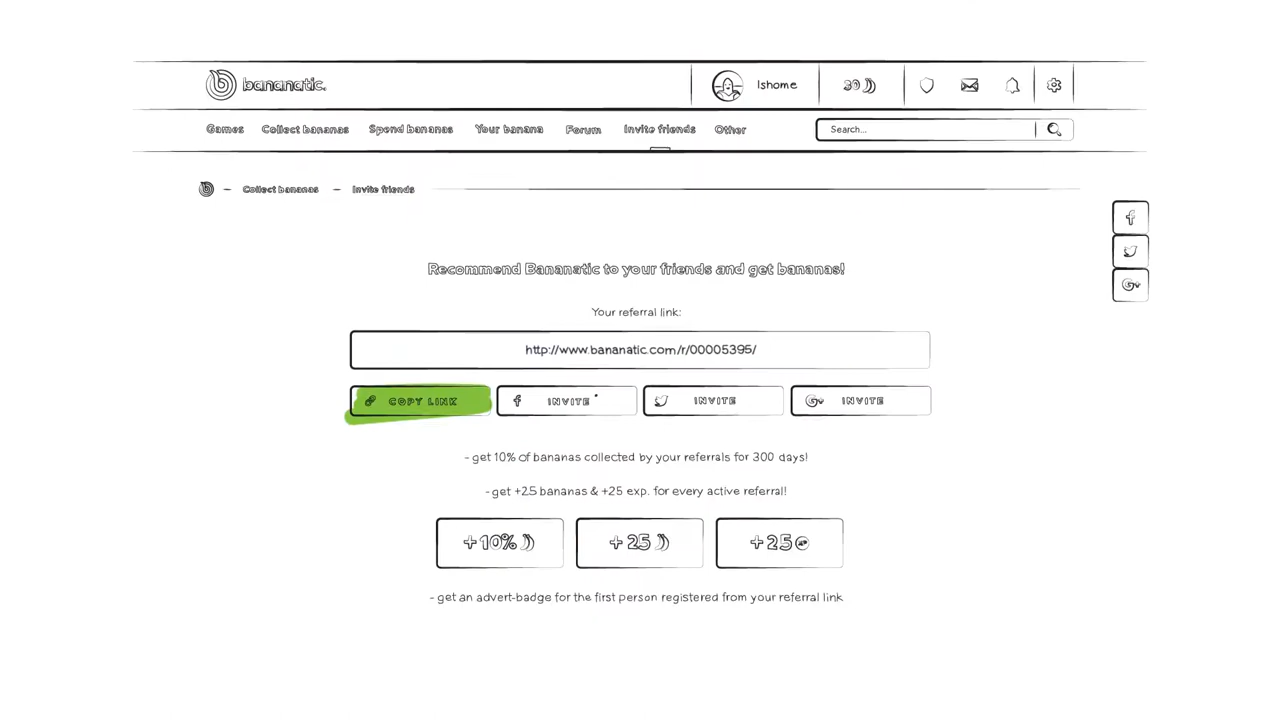 bananatic.
Ishome
30
Games Collect bananas Spend bananas Your banana Forum Invite friends Other
Search...
Collect bananas – Invite friends
Recommend Bananatic to your friends and get bananas!
Your referral link:
http://www.bananatic.com/r/00005395/
COPY LINK INVITE INVITE INVITE
- get 10% of bananas collected by your referrals for 300 days!
- get +25 bananas & +25 exp. for every active referral!
+10% +25 +25
- get an advert-badge for the first person registered from your referral link